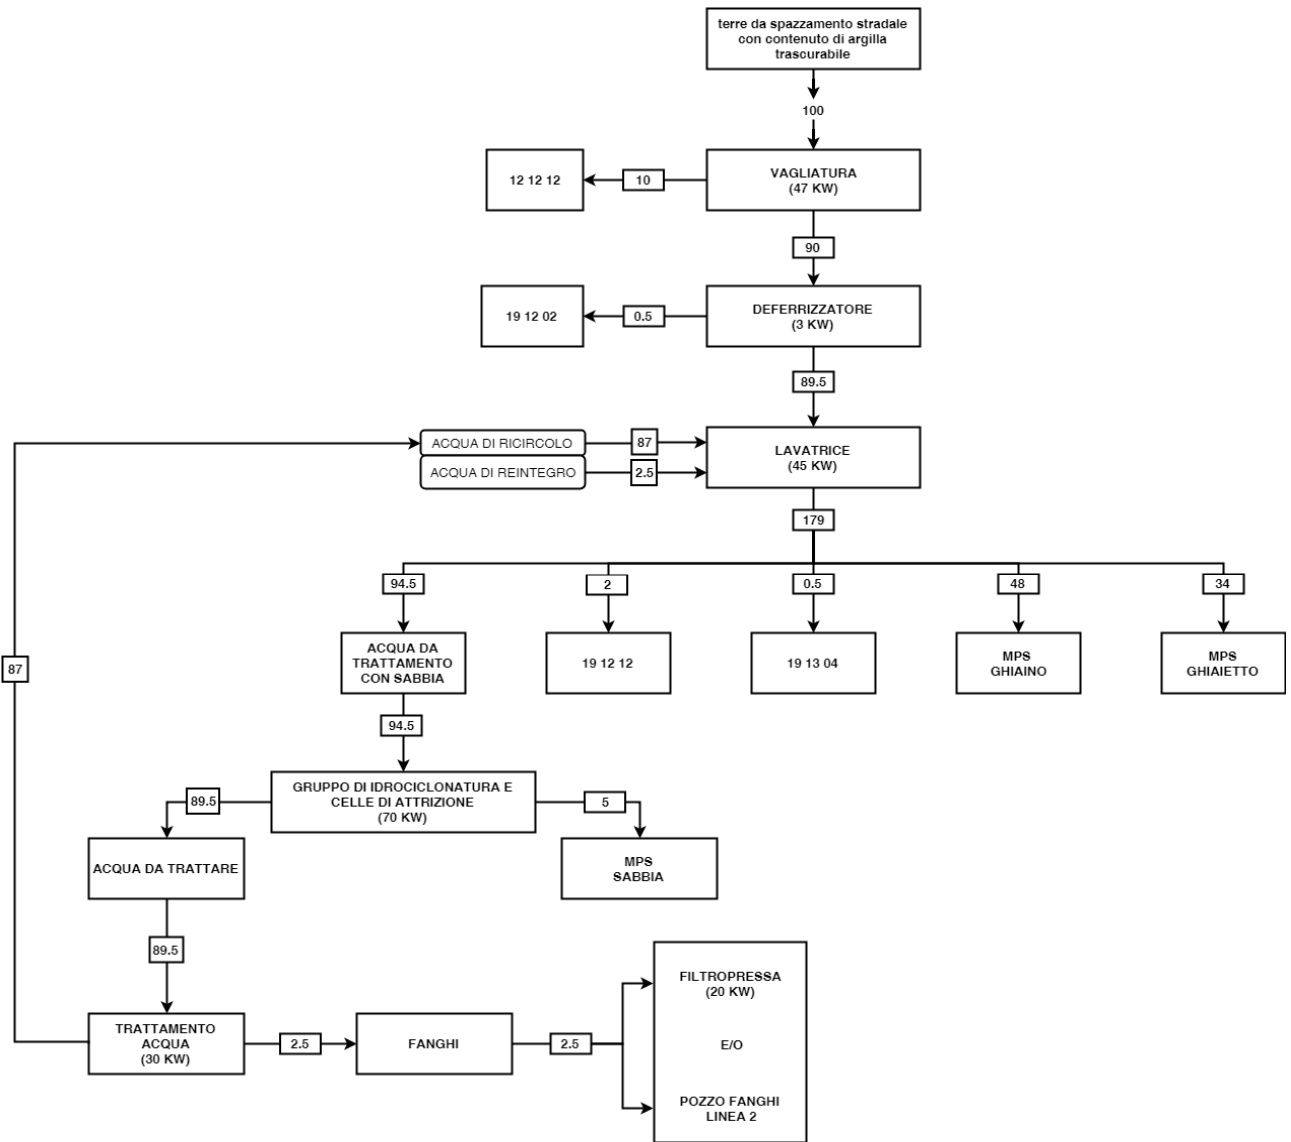 terre da spazzamento stradale
con contenuto di argilla
trascurabile
100
12 12 12
10
VAGLIATURA
(47 KW)
90
19 12 02
0.5
DEFERRIZZATORE
(3 KW)
89.5
ACQUA DI RICIRCOLO
87
ACQUA DI REINTEGRO
2.5
LAVATRICE
(45 KW)
179
94.5
2
0.5
48
34
ACQUA DA
TRATTAMENTO
CON SABBIA
19 12 12
19 13 04
MPS
GHIAINO
MPS
GHIAIETTO
87
94.5
89.5
GRUPPO DI IDROCICLONATURA E
CELLE DI ATTRIZIONE
(70 KW)
5
ACQUA DA TRATTARE
MPS
SABBIA
89.5
TRATTAMENTO
ACQUA
(30 KW)
2.5
FANGHI
2.5
FILTROPRESSA
(20 KW)
E/O
POZZO FANGHI
LINEA 2